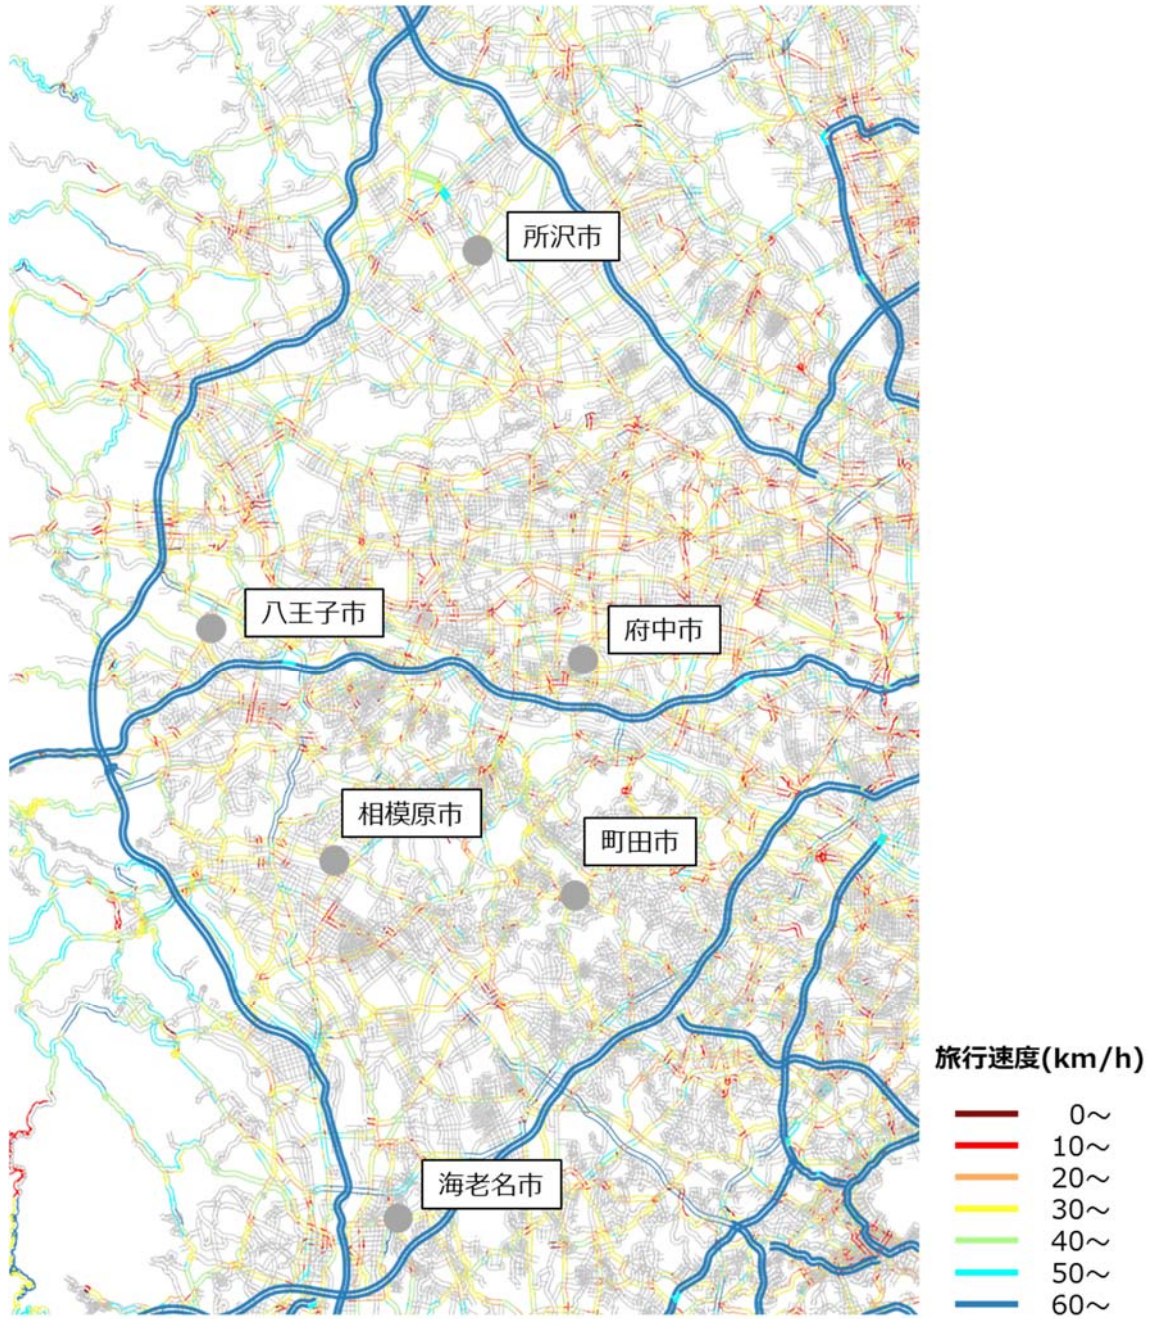 所沢市
八王子市
府中市
相模原市
町田市
海老名市
旅行速度(km/h)
0～
10～
20～
30～
40～
50～
60～